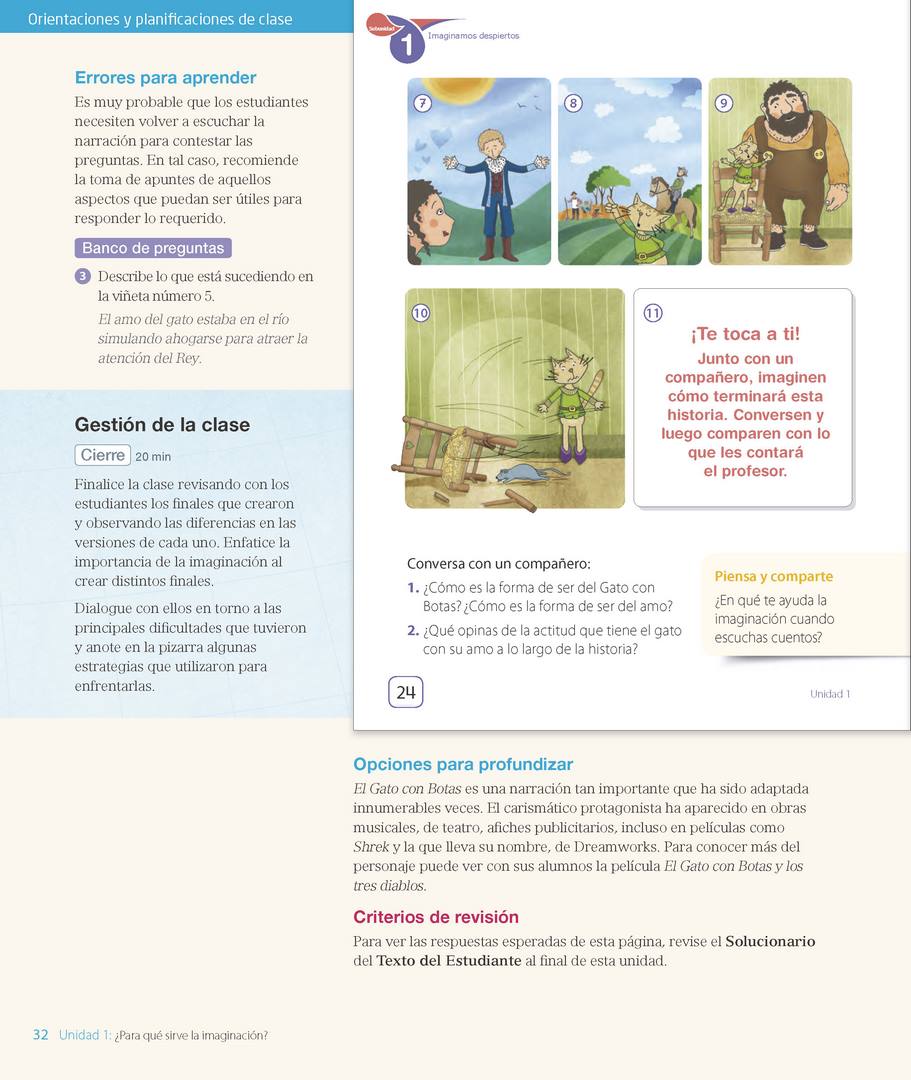 Orientaciones y planificaciones de clase
Errores para aprender
Es muy probable que los estudiantes
necesiten volver a escuchar la
narración para contestar las
preguntas. En tal caso, recomiende
la toma de apuntes de aquellos
aspectos que puedan ser útiles para
responder lo requerido.
Banco de preguntas
3 Describe lo que está sucediendo en
la viñeta número 5.
El amo del gato estaba en el río
simulando ahogarse para atraer la
atención del Rey.
Gestión de la clase
Cierre 20 min
Finalice la clase revisando con los
estudiantes los finales que crearon
y observando las diferencias en las
versiones de cada uno. Enfatice la
importancia de la imaginación al
crear distintos finales.
Dialogue con ellos en torno a las
principales dificultades que tuvieron
y anote en la pizarra algunas
estrategias que utilizaron para
enfrentarlas.
Subunidad
1
Imaginamos despiertos
7
8
9
10
11
¡Te toca a ti!
Junto con un
compañero, imaginen
cómo terminará esta
historia. Conversen y
luego comparen con lo
que les contará
el profesor.
Conversa con un compañero:
1. ¿Cómo es la forma de ser del Gato con
Botas? ¿Cómo es la forma de ser del amo?
2. ¿Qué opinas de la actitud que tiene el gato
con su amo a lo largo de la historia?
Piensa y comparte
¿En qué te ayuda la
imaginación cuando
escuchas cuentos?
24
Unidad 1
Opciones para profundizar
El Gato con Botas es una narración tan importante que ha sido adaptada
innumerables veces. El carismático protagonista ha aparecido en obras
musicales, de teatro, afiches publicitarios, incluso en películas como
Shrek y la que lleva su nombre, de Dreamworks. Para conocer más del
personaje puede ver con sus alumnos la película El Gato con Botas y los
tres diablos.
Criterios de revisión
Para ver las respuestas esperadas de esta página, revise el Solucionario
del Texto del Estudiante al final de esta unidad.
32 Unidad 1: ¿Para qué sirve la imaginación?